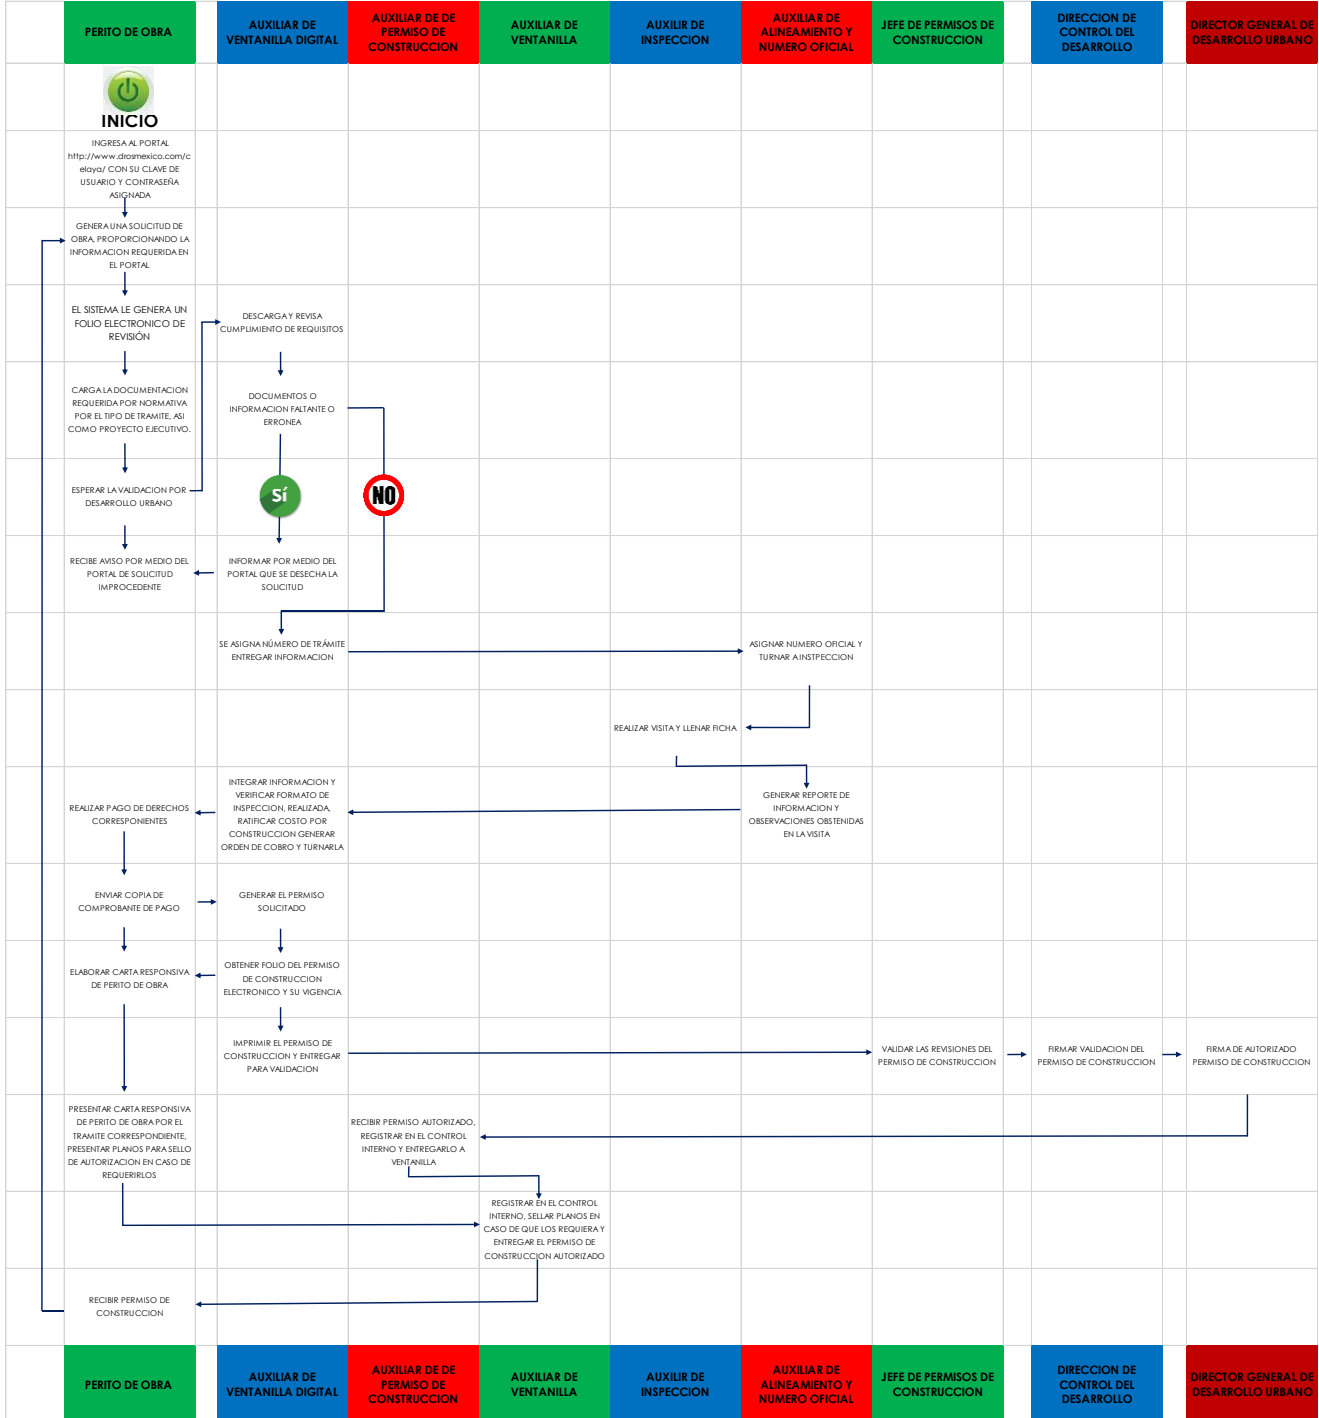 PERITO DE OBRA
AUXILIAR DE
VENTANILLA DIGITAL
AUXILIAR DE DE
PERMISO DE
CONSTRUCCION
AUXILIAR DE
VENTANILLA
AUXILIR DE
INSPECCION
AUXILIAR DE
ALINEAMIENTO Y
NUMERO OFICIAL
JEFE DE PERMISOS DE
CONSTRUCCION
DIRECCION DE
CONTROL DEL
DESARROLLO
DIRECTOR GENERAL DE
DESARROLLO URBANO
INICIO
INGRESA AL PORTAL
http://www.drosmexico.com/c
elaya/ CON SU CLAVE DE
USUARIO Y CONTRASEÑA
ASIGNADA
GENERA UNA SOLICITUD DE
OBRA, PROPORCIONANDO LA
INFORMACION REQUERIDA EN
EL PORTAL
EL SISTEMA LE GENERA UN
FOLIO ELECTRONICO DE
REVISIÓN
DESCARGA Y REVISA
CUMPLIMIENTO DE REQUISITOS
CARGA LA DOCUMENTACION
REQUERIDA POR NORMATIVA
POR EL TIPO DE TRAMITE, ASI
COMO PROYECTO EJECUTIVO.
DOCUMENTOS O
INFORMACION FALTANTE O
ERRONEA
ESPERAR LA VALIDACION POR
DESARROLLO URBANO
Sí
NO
RECIBE AVISO POR MEDIO DEL
PORTAL DE SOLICITUD
IMPROCEDENTE
INFORMAR POR MEDIO DEL
PORTAL QUE SE DESECHA LA
SOLICITUD
SE ASIGNA NÚMERO DE TRÁMITE
ENTREGAR INFORMACION
ASIGNAR NUMERO OFICIAL Y
TURNAR A INSTPECCION
REALIZAR VISITA Y LLENAR FICHA
REALIZAR PAGO DE DERECHOS
CORRESPONIENTES
INTEGRAR INFORMACION Y
VERIFICAR FORMATO DE
INSPECCION, REALIZADA,
RATIFICAR COSTO POR
CONSTRUCCION GENERAR
ORDEN DE COBRO Y TURNARLA
GENERAR REPORTE DE
INFORMACION Y
OBSERVACIONES OBSTENIDAS
EN LA VISITA
ENVIAR COPIA DE
COMPROBANTE DE PAGO
GENERAR EL PERMISO
SOLICITADO
ELABORAR CARTA RESPONSIVA
DE PERITO DE OBRA
OBTENER FOLIO DEL PERMISO
DE CONSTRUCCION
ELECTRONICO Y SU VIGENCIA
IMPRIMIR EL PERMISO DE
CONSTRUCCION Y ENTREGAR
PARA VALIDACION
VALIDAR LAS REVISIONES DEL
PERMISO DE CONSTRUCCION
FIRMAR VALIDACION DEL
PERMISO DE CONSTRUCCION
FIRMA DE AUTORIZADO
PERMISO DE CONSTRUCCION
PRESENTAR CARTA RESPONSIVA
DE PERITO DE OBRA POR EL
TRAMITE CORRESPONDIENTE,
PRESENTAR PLANOS PARA SELLO
DE AUTORIZACION EN CASO DE
REQUERIRLOS
RECIBIR PERMISO AUTORIZADO,
REGISTRAR EN EL CONTROL
INTERNO Y ENTREGARLO A
VENTANILLA
REGISTRAR EN EL CONTROL
INTERNO, SELLAR PLANOS EN
CASO DE QUE LOS REQUIERA Y
ENTREGAR EL PERMISO DE
CONSTRUCCION AUTORIZADO
RECIBIR PERMISO DE
CONSTRUCCION
PERITO DE OBRA
AUXILIAR DE
VENTANILLA DIGITAL
AUXILIAR DE DE
PERMISO DE
CONSTRUCCION
AUXILIAR DE
VENTANILLA
AUXILIR DE
INSPECCION
AUXILIAR DE
ALINEAMIENTO Y
NUMERO OFICIAL
JEFE DE PERMISOS DE
CONSTRUCCION
DIRECCION DE
CONTROL DEL
DESARROLLO
DIRECTOR GENERAL DE
DESARROLLO URBANO